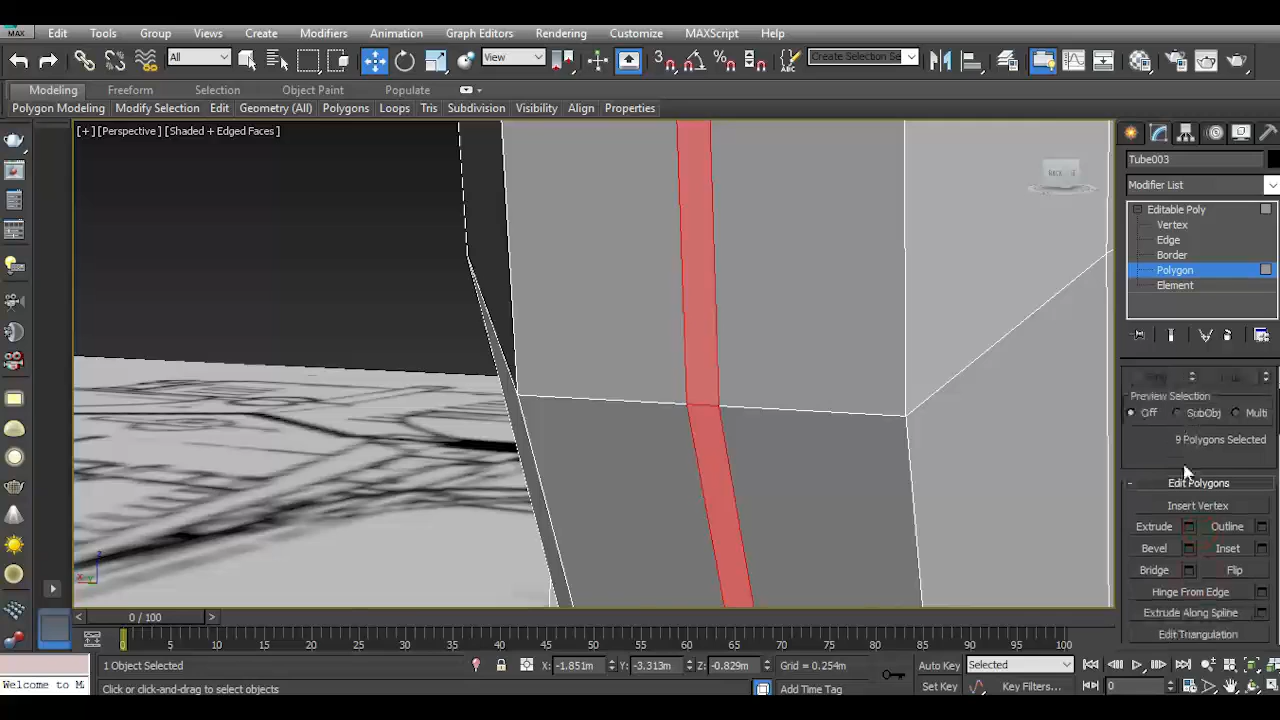 MAX
Edit Tools Group Views Create Modifiers Animation Graph Editors Rendering Customize MAXScript Help
All
View
3
ABC
Create Selection Se
Modeling Freeform Selection Object Paint Populate
Polygon Modeling Modify Selection Edit Geometry (All) Polygons Loops Tris Subdivision Visibility Align Properties
[+] [Perspective] [Shaded + Edged Faces]
BACK
Tube003
Modifier List
Editable Poly
Vertex
Edge
Border
Polygon
Element
Preview Selection
Off SubObj Multi
9 Polygons Selected
Edit Polygons
Insert Vertex
Extrude Outline
Bevel Inset
Bridge Flip
Hinge From Edge
Extrude Along Spline
Edit Triangulation
z
< 0 / 100 >
0 5 10 15 20 25 30 35 40 45 50 55 60 65 70 75 80 85 90 95 100
1 Object Selected X: -1.851m Y: -3.313m Z: -0.829m Grid = 0.254m Auto Key Selected
Welcome to M
Click or click-and-drag to select objects Add Time Tag Set Key Key Filters... 0